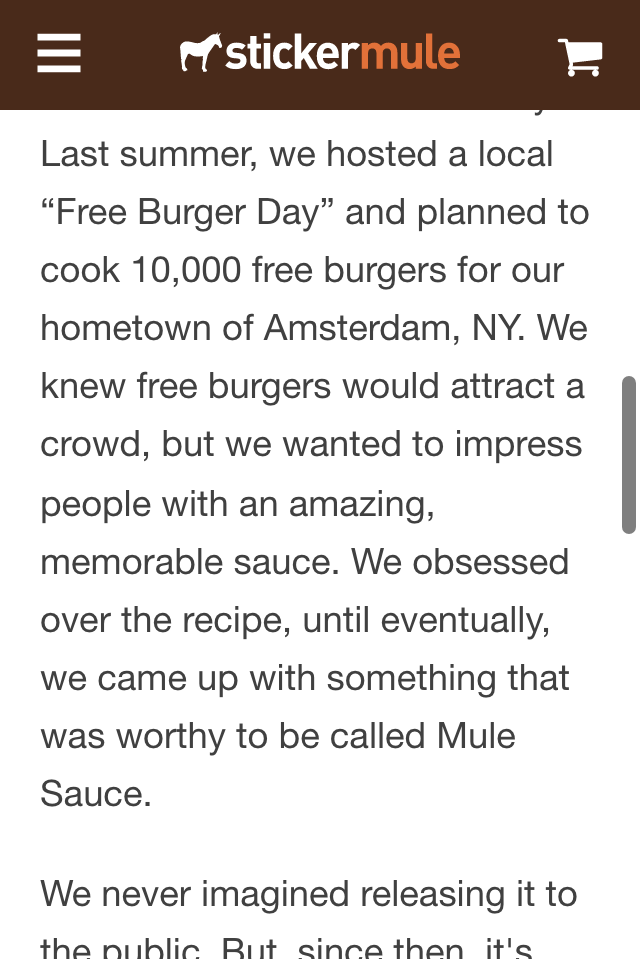 stickermule
Last summer, we hosted a local
“Free Burger Day” and planned to
cook 10,000 free burgers for our
hometown of Amsterdam, NY. We
knew free burgers would attract a
crowd, but we wanted to impress
people with an amazing,
memorable sauce. We obsessed
over the recipe, until eventually,
we came up with something that
was worthy to be called Mule
Sauce.
We never imagined releasing it to
the public. But, since then, it's